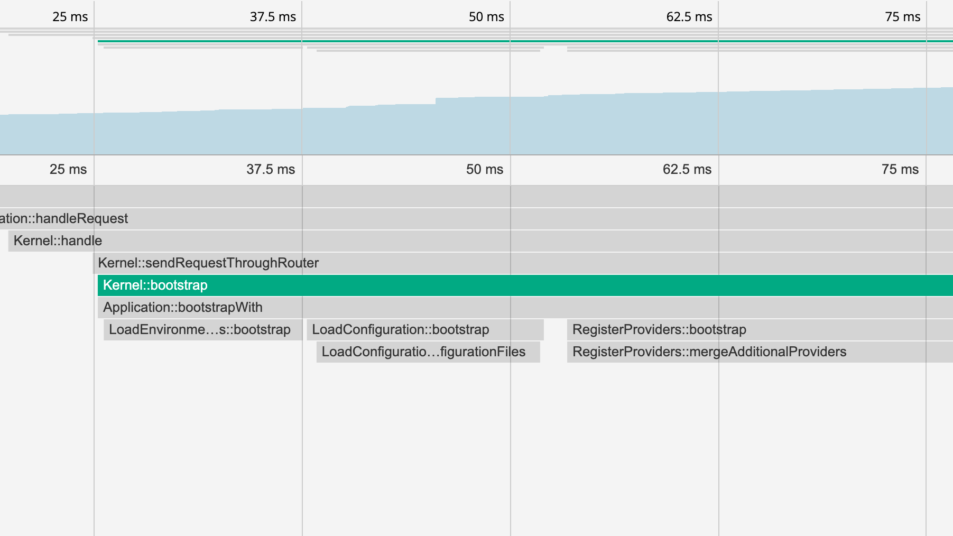 25 ms 37.5 ms 50 ms 62.5 ms 75 ms
25 ms 37.5 ms 50 ms 62.5 ms 75 ms
ation::handleRequest
Kernel::handle
Kernel::sendRequestThroughRouter
Kernel::bootstrap
Application::bootstrapWith
LoadEnvironme…s::bootstrap LoadConfiguration::bootstrap RegisterProviders::bootstrap
LoadConfiguratio…figurationFiles RegisterProviders::mergeAdditionalProviders